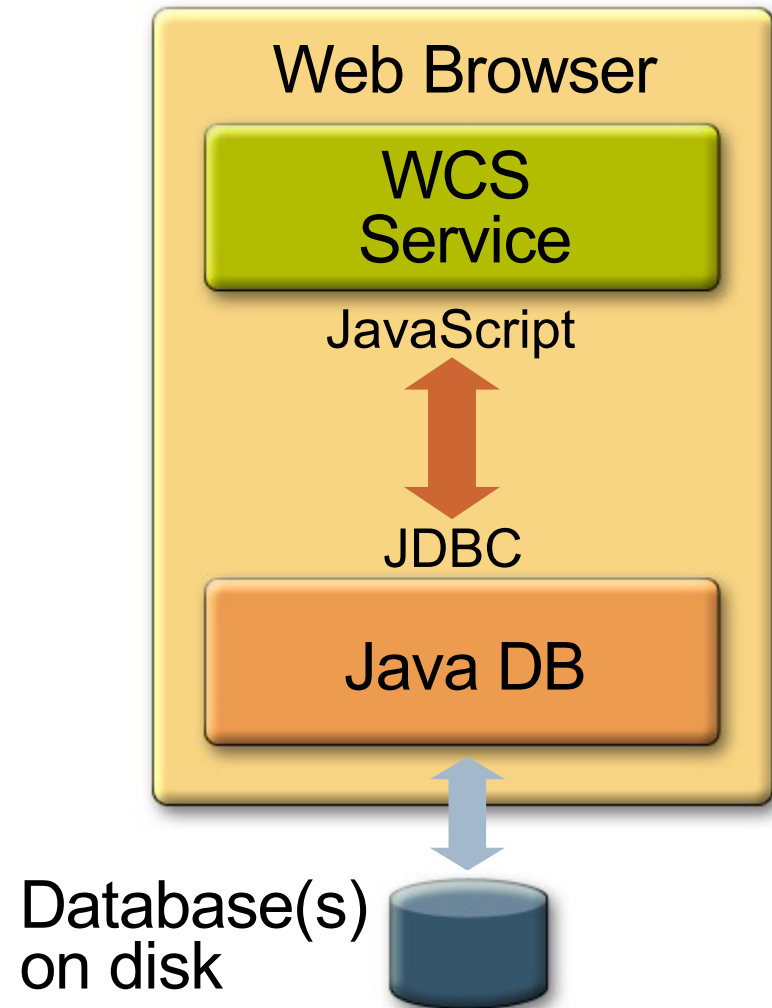 Web Browser
WCS
Service
JavaScript
JDBC
Java DB
Database(s)
on disk